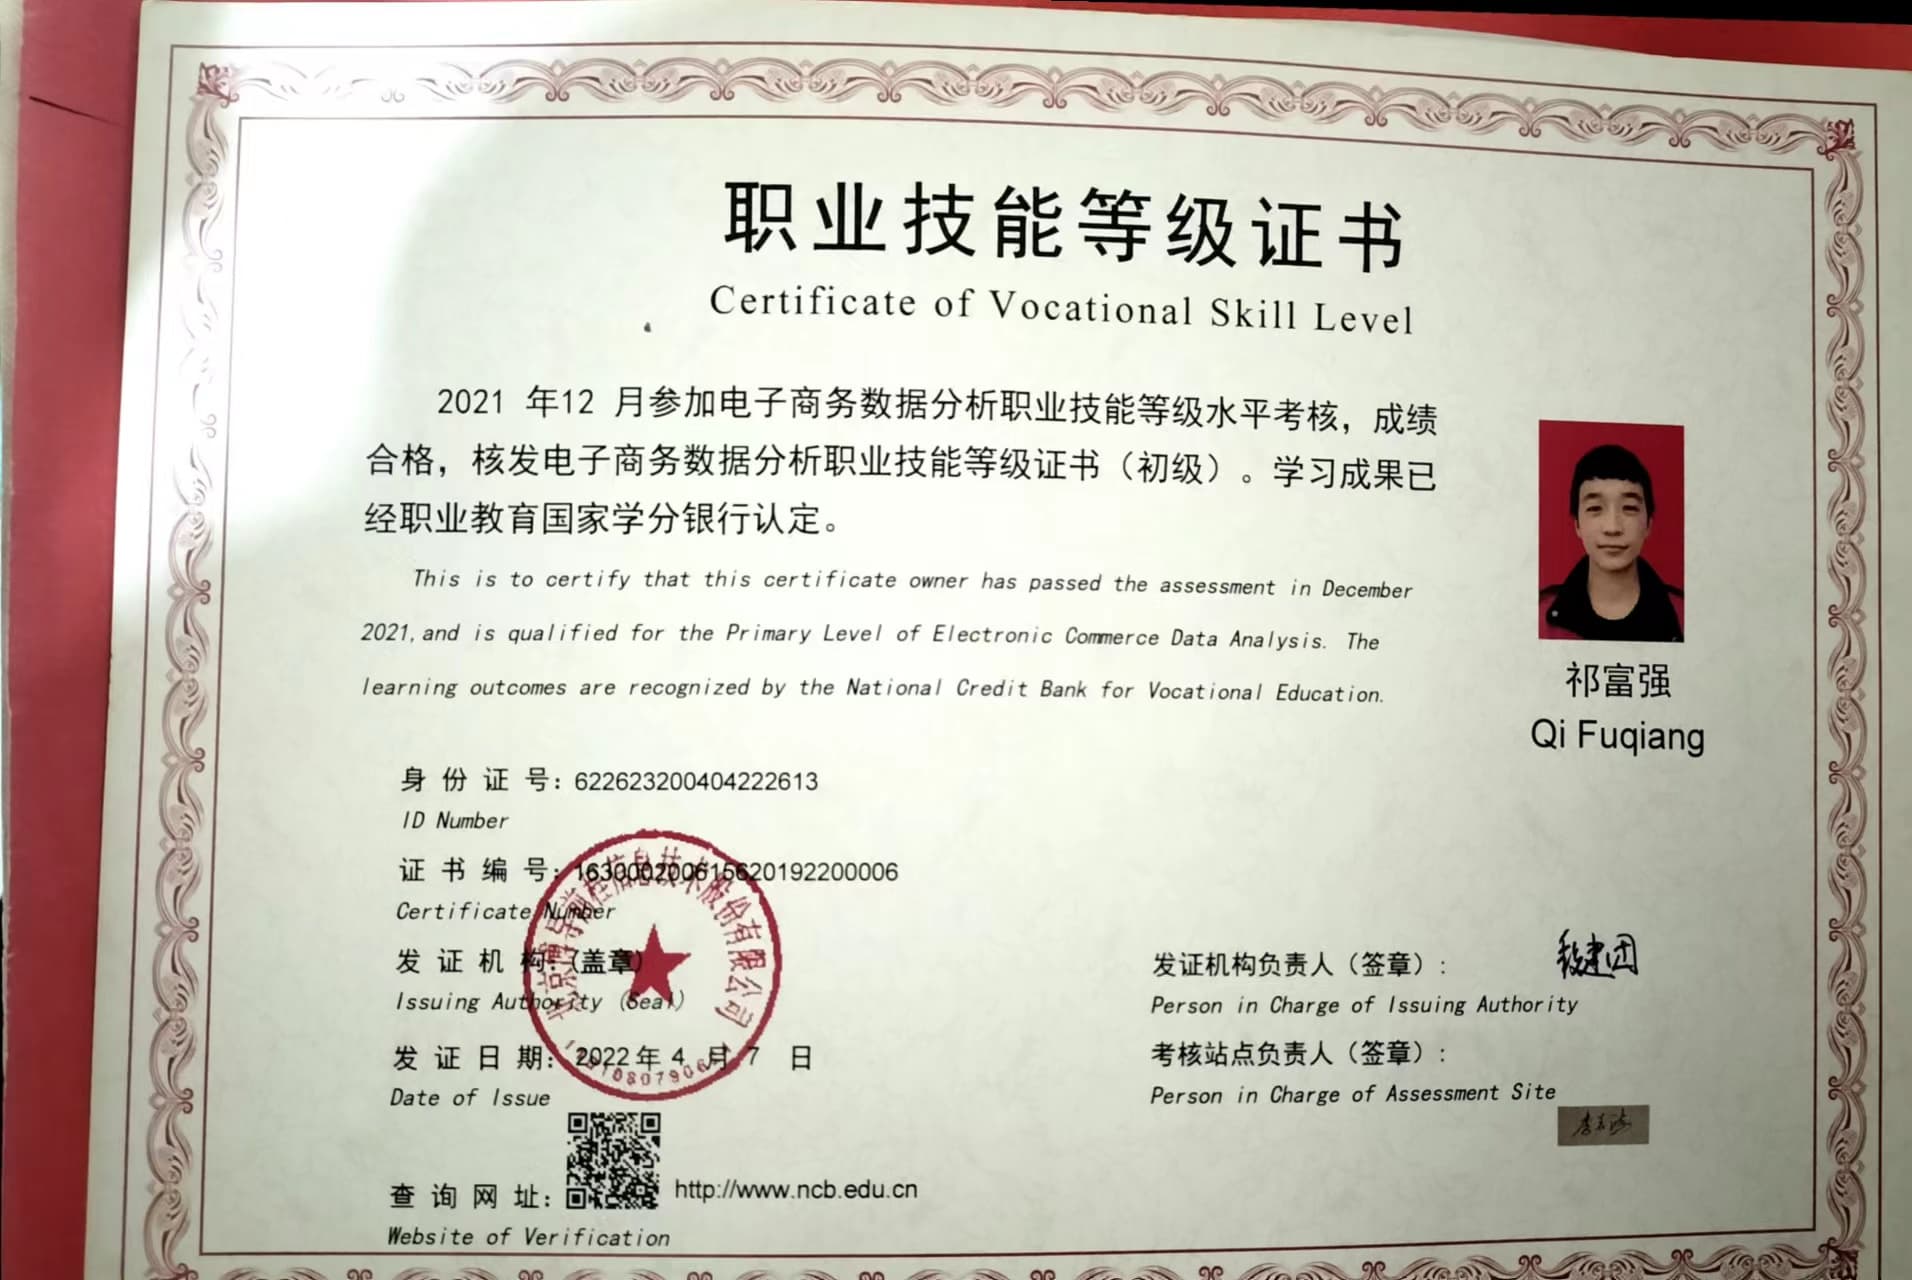 职业技能等级证书
Certificate of Vocational Skill Level
2021 年12 月参加电子商务数据分析职业技能等级水平考核，成绩
合格，核发电子商务数据分析职业技能等级证书（初级）。学习成果已
经职业教育国家学分银行认定。
This is to certify that this certificate owner has passed the assessment in December
2021,and is qualified for the Primary Level of Electronic Commerce Data Analysis. The
learning outcomes are recognized by the National Credit Bank for Vocational Education.
祁富强
Qi Fuqiang
身 份 证 号：622623200404222613
ID Number
证 书 编 号：163000200615620192200006
Certificate Number
发 证 机 构：（盖章）
Issuing Authority (Seal)
北京博导前程信息技术股份有限公司
发 证 日 期：2022 年 4 月 7 日
Date of Issue
查 询 网 址：http://www.ncb.edu.cn
Website of Verification
发证机构负责人（签章）：
Person in Charge of Issuing Authority
考核站点负责人（签章）：
Person in Charge of Assessment Site